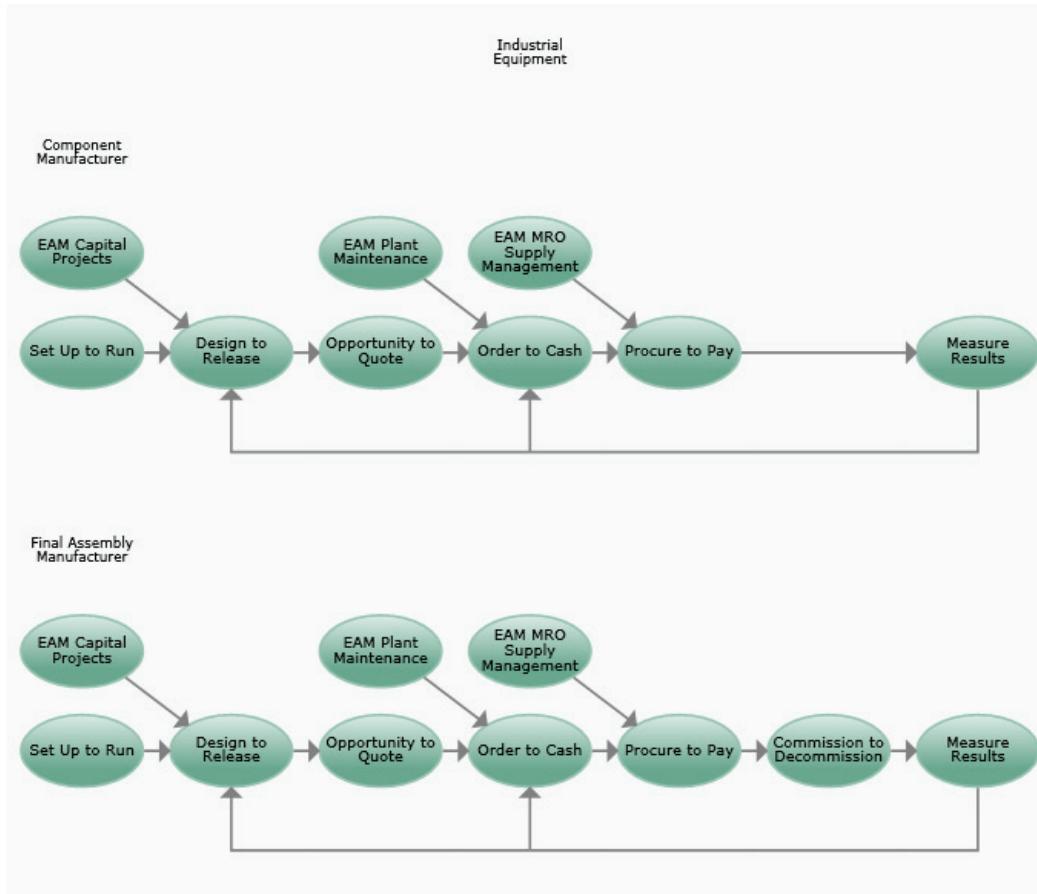 Industrial
Equipment
Component
Manufacturer
EAM Capital
Projects
EAM Plant
Maintenance
EAM MRO
Supply
Management
Set Up to Run
Design to
Release
Opportunity to
Quote
Order to Cash
Procure to Pay
Measure
Results
Final Assembly
Manufacturer
EAM Capital
Projects
EAM Plant
Maintenance
EAM MRO
Supply
Management
Set Up to Run
Design to
Release
Opportunity to
Quote
Order to Cash
Procure to Pay
Commission to
Decommission
Measure
Results